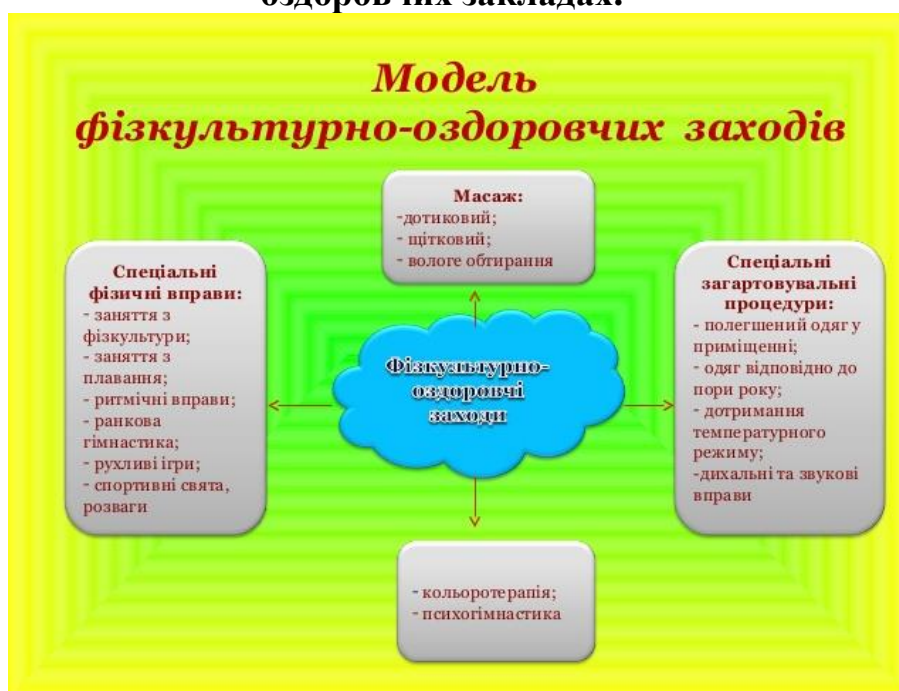 оздоровчих закладах.
Модель
фізкультурно-оздоровчих заходів
Масаж:
-дотиковий;
- щітковий;
- вологе обтирання
Спеціальні
фізичні вправи:
- заняття з
фізкультури;
- заняття з
плавання;
- ритмічні вправи;
- ранкова
гімнастика;
- рухливі ігри;
- спортивні свята,
розваги
Фізкультурно-
оздоровчі
заходи
Спеціальні
загартовувальні
процедури:
- полегшений одяг у
приміщенні;
- одяг відповідно до
пори року;
- дотримання
температурного
режиму;
-дихальні та звукові
вправи
- кольоротерапія;
- психогімнастика